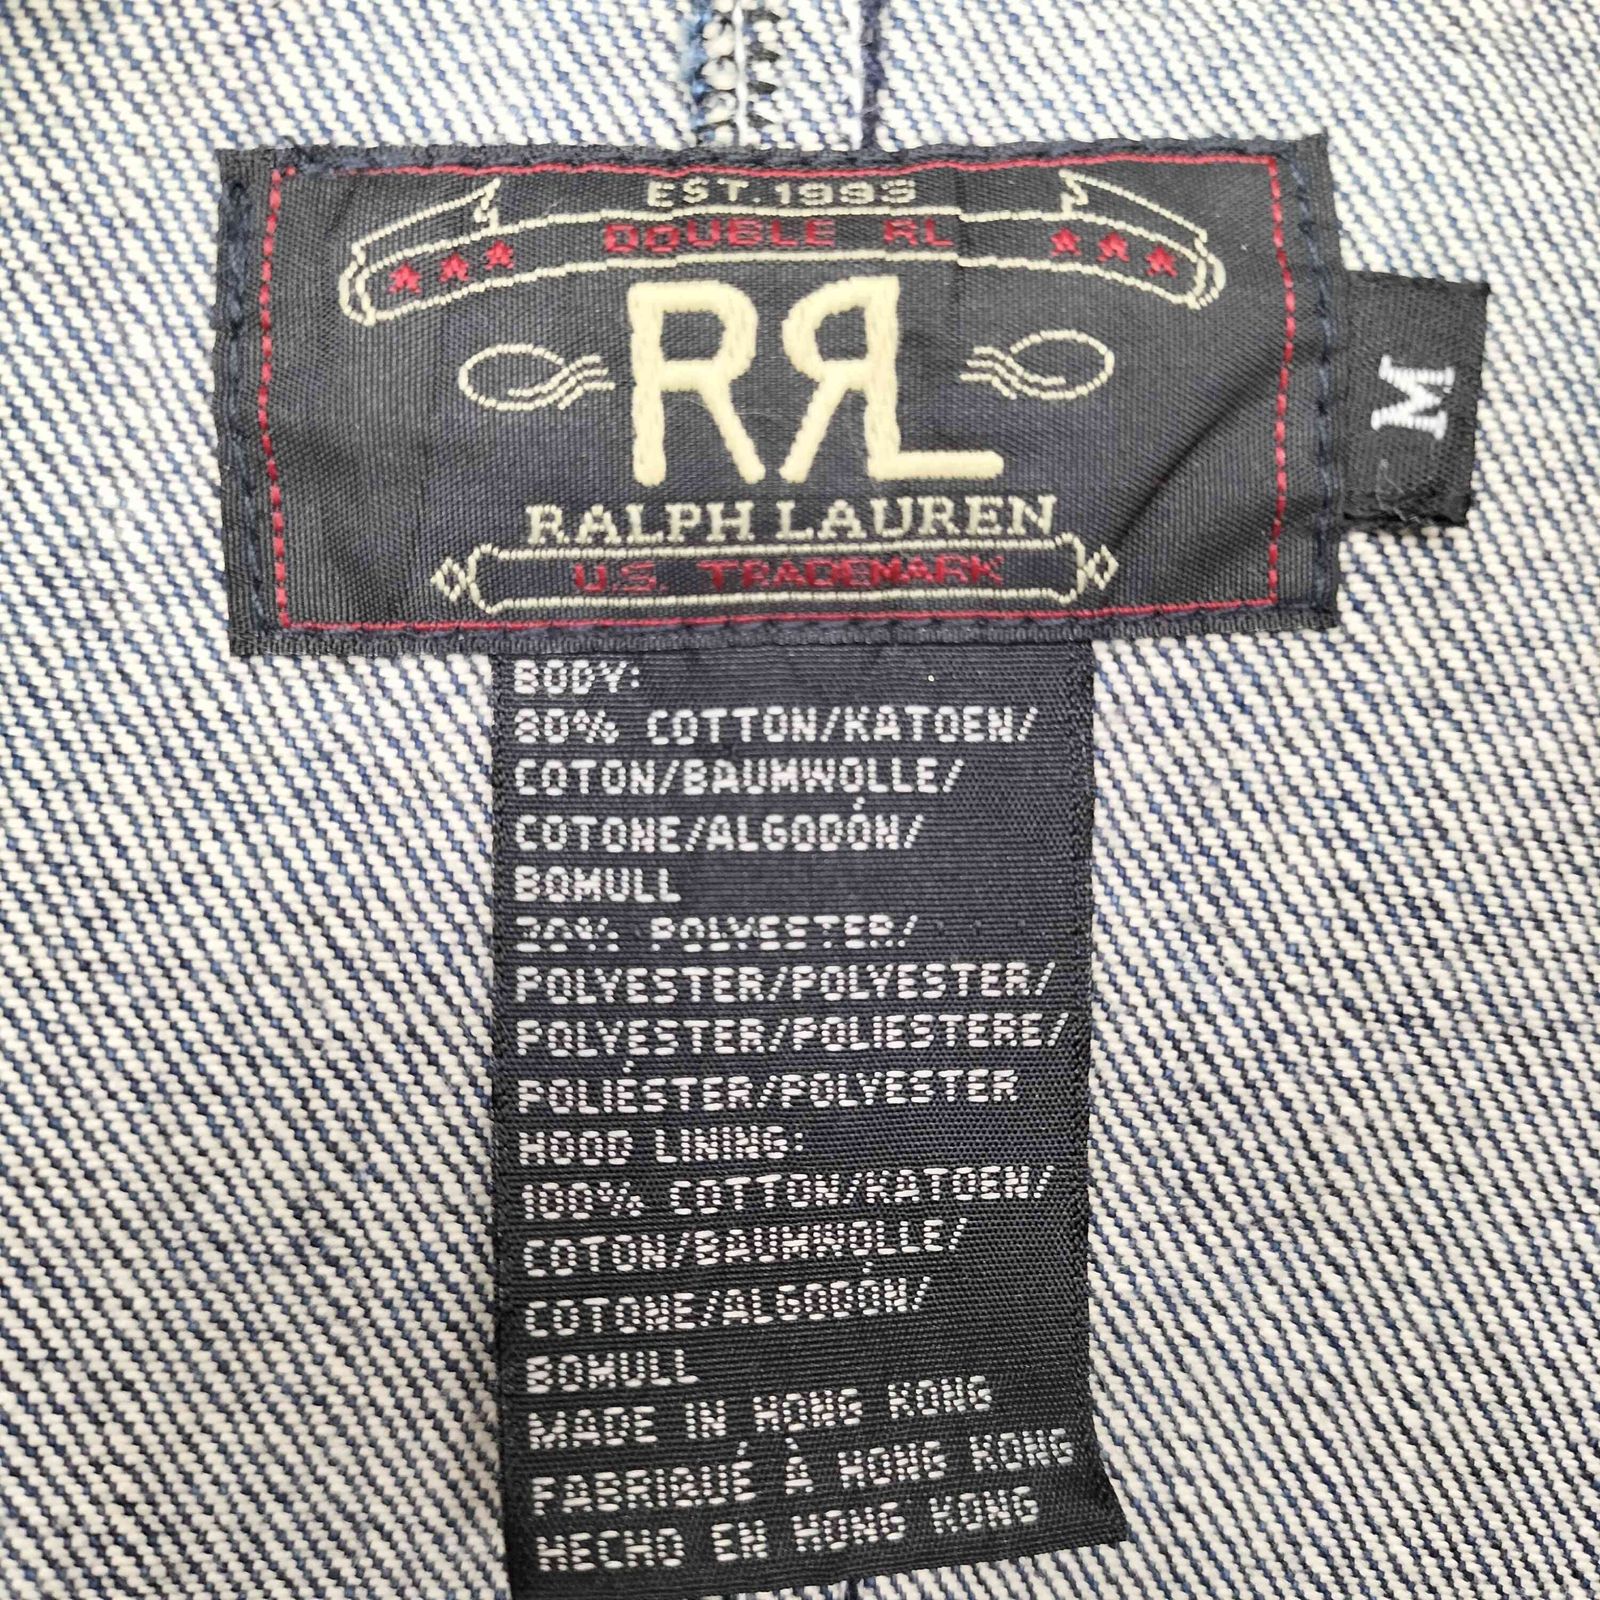 EST. 1993
DOUBLE RL
RRL
RALPH LAUREN
U.S. TRADEMARK
M
BODY:
80% COTTON/KATOEN/
COTON/BAUMWOLLE/
COTONE/ALGODÓN/
BOMULL
20% POLYESTER/
POLYESTER/POLYESTER/
POLYESTER/POLIESTERE/
POLIÉSTER/POLYESTER
HOOD LINING:
100% COTTON/KATOEN/
COTON/BAUMWOLLE/
COTONE/ALGODÓN/
BOMULL
MADE IN HONG KONG
FABRIQUÉ À HONG KONG
HECHO EN HONG KONG